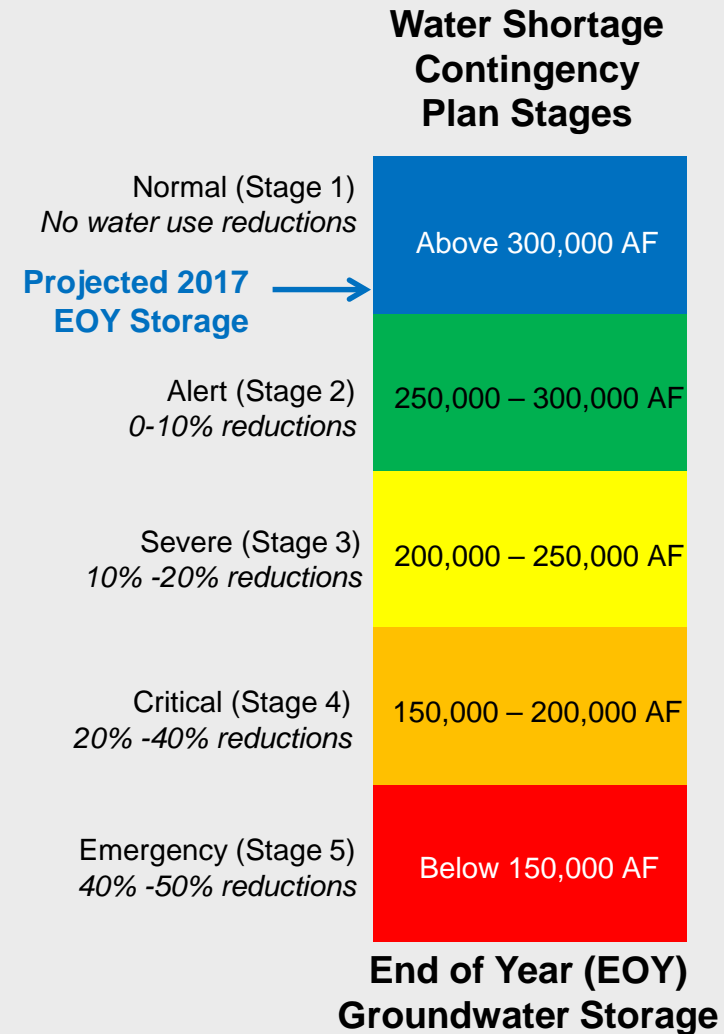 Water Shortage
Contingency
Plan Stages
Normal (Stage 1)
No water use reductions
Above 300,000 AF
Projected 2017
EOY Storage
Alert (Stage 2)
0-10% reductions
250,000 – 300,000 AF
Severe (Stage 3)
10% -20% reductions
200,000 – 250,000 AF
Critical (Stage 4)
20% -40% reductions
150,000 – 200,000 AF
Emergency (Stage 5)
40% -50% reductions
Below 150,000 AF
End of Year (EOY)
Groundwater Storage